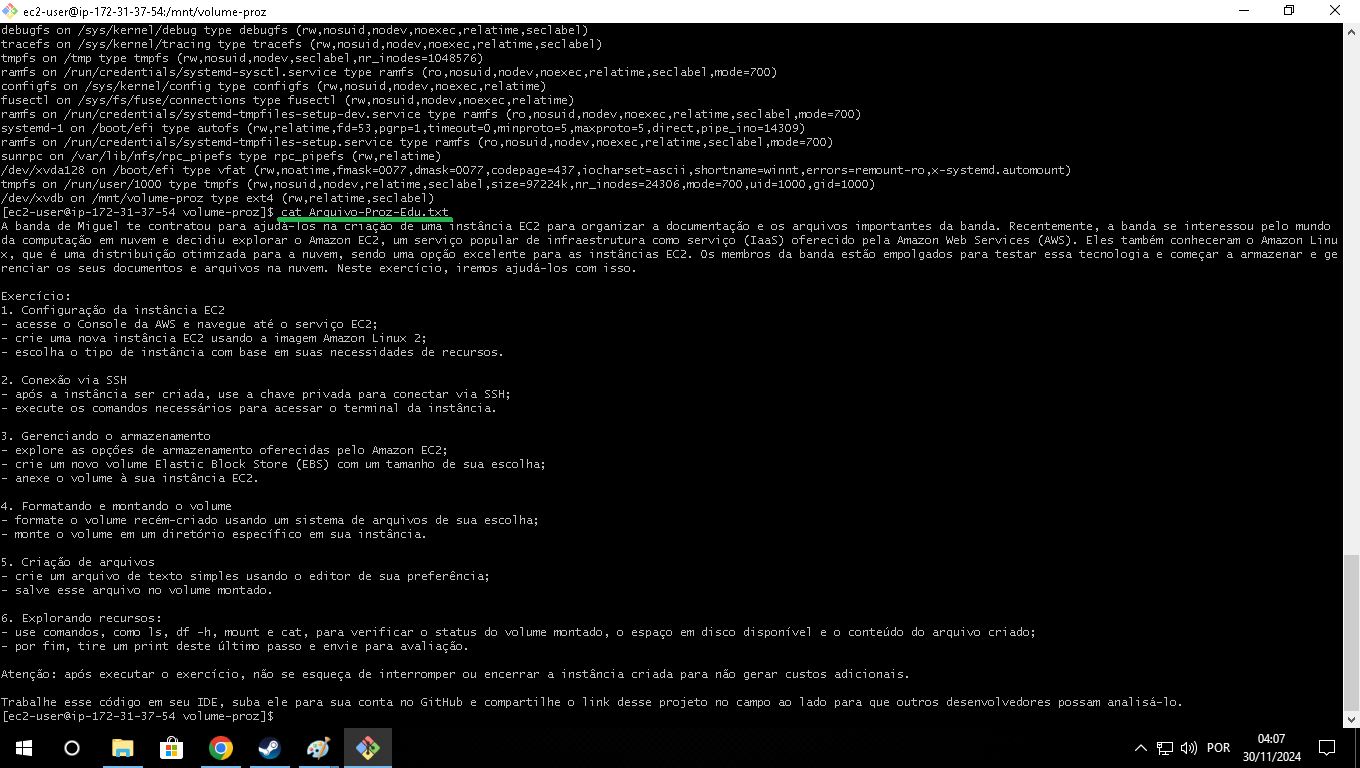 ec2-user@ip-172-31-37-54:/mnt/volume-proz
debugfs on /sys/kernel/debug type debugfs (rw,nosuid,nodev,noexec,relatime,seclabel)
tracefs on /sys/kernel/tracing type tracefs (rw,nosuid,nodev,noexec,relatime,seclabel)
tmpfs on /tmp type tmpfs (rw,nosuid,nodev,seclabel,nr_inodes=1048576)
ramfs on /run/credentials/systemd-sysctl.service type ramfs (ro,nosuid,nodev,noexec,relatime,seclabel,mode=700)
configfs on /sys/kernel/config type configfs (rw,nosuid,nodev,noexec,relatime)
fusectl on /sys/fs/fuse/connections type fusectl (rw,nosuid,nodev,noexec,relatime)
ramfs on /run/credentials/systemd-tmpfiles-setup-dev.service type ramfs (ro,nosuid,nodev,noexec,relatime,seclabel,mode=700)
systemd-1 on /boot/efi type autofs (rw,relatime,fd=53,pgrp=1,timeout=0,minproto=5,maxproto=5,direct,pipe_ino=14309)
ramfs on /run/credentials/systemd-tmpfiles-setup.service type ramfs (ro,nosuid,nodev,noexec,relatime,seclabel,mode=700)
sunrpc on /var/lib/nfs/rpc_pipefs type rpc_pipefs (rw,relatime)
/dev/xvda128 on /boot/efi type vfat (rw,noatime,fmask=0077,dmask=0077,codepage=437,iocharset=ascii,shortname=winnt,errors=remount-ro,x-systemd.automount)
tmpfs on /run/user/1000 type tmpfs (rw,nosuid,nodev,relatime,seclabel,size=97224k,nr_inodes=24306,mode=700,uid=1000,gid=1000)
/dev/xvdb on /mnt/volume-proz type ext4 (rw,relatime,seclabel)
[ec2-user@ip-172-31-37-54 volume-proz]$ cat Arquivo-Proz-Edu.txt
A banda de Miguel te contratou para ajudá-los na criação de uma instância EC2 para organizar a documentação e os arquivos importantes da banda. Recentemente, a banda se interessou pelo mundo
da computação em nuvem e decidiu explorar o Amazon EC2, um serviço popular de infraestrutura como serviço (IaaS) oferecido pela Amazon Web Services (AWS). Eles também conheceram o Amazon Linu
x, que é uma distribuição otimizada para a nuvem, sendo uma opção excelente para as instâncias EC2. Os membros da banda estão empolgados para testar essa tecnologia e começar a armazenar e ge
renciar os seus documentos e arquivos na nuvem. Neste exercício, iremos ajudá-los com isso.
Exercício:
1. Configuração da instância EC2
- acesse o Console da AWS e navegue até o serviço EC2;
- crie uma nova instância EC2 usando a imagem Amazon Linux 2;
- escolha o tipo de instância com base em suas necessidades de recursos.
2. Conexão via SSH
- após a instância ser criada, use a chave privada para conectar via SSH;
- execute os comandos necessários para acessar o terminal da instância.
3. Gerenciando o armazenamento
- explore as opções de armazenamento oferecidas pelo Amazon EC2;
- crie um novo volume Elastic Block Store (EBS) com um tamanho de sua escolha;
- anexe o volume à sua instância EC2.
4. Formatando e montando o volume
- formate o volume recém-criado usando um sistema de arquivos de sua escolha;
- monte o volume em um diretório específico em sua instância.
5. Criação de arquivos
- crie um arquivo de texto simples usando o editor de sua preferência;
- salve esse arquivo no volume montado.
6. Explorando recursos:
- use comandos, como ls, df -h, mount e cat, para verificar o status do volume montado, o espaço em disco disponível e o conteúdo do arquivo criado;
- por fim, tire um print deste último passo e envie para avaliação.
Atenção: após executar o exercício, não se esqueça de interromper ou encerrar a instância criada para não gerar custos adicionais.
Trabalhe esse código em seu IDE, suba ele para sua conta no GitHub e compartilhe o link desse projeto no campo ao lado para que outros desenvolvedores possam analisá-lo.
[ec2-user@ip-172-31-37-54 volume-proz]$
POR
04:07
30/11/2024